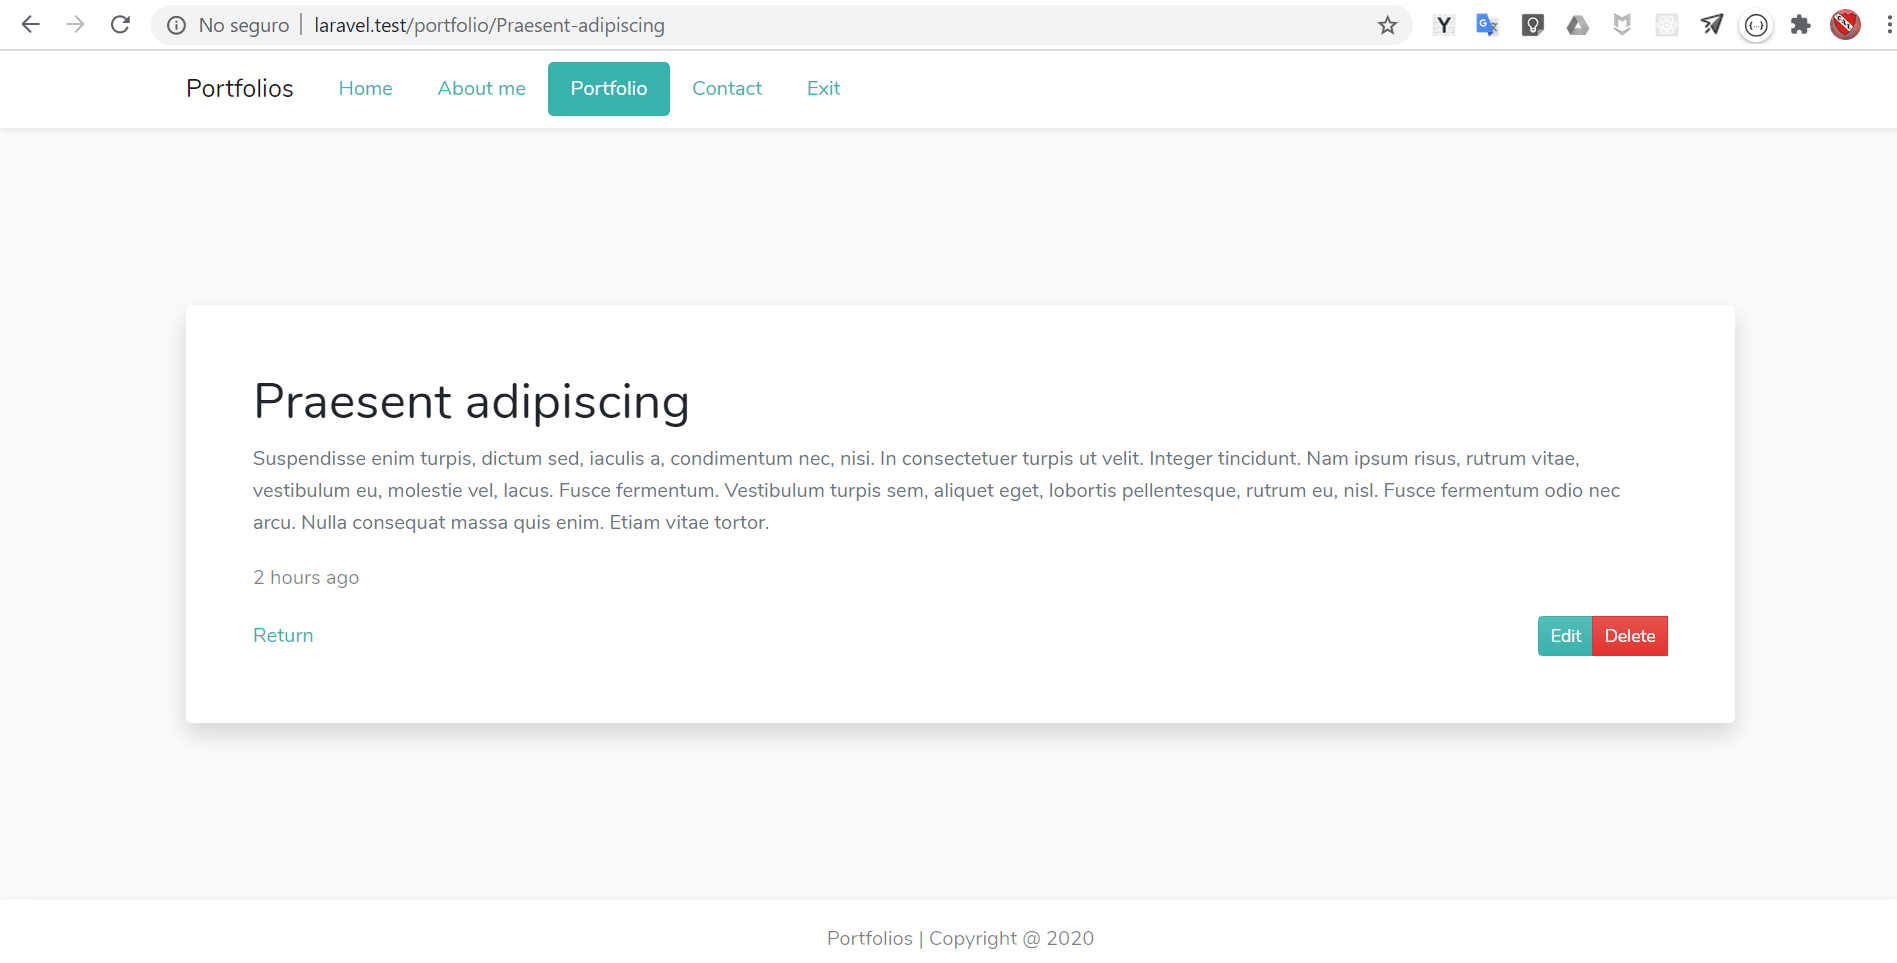 No seguro | laravel.test/portfolio/Praesent-adipiscing
Y
G
Portfolios Home About me Portfolio Contact Exit
Praesent adipiscing
Suspendisse enim turpis, dictum sed, iaculis a, condimentum nec, nisi. In consectetuer turpis ut velit. Integer tincidunt. Nam ipsum risus, rutrum vitae,
vestibulum eu, molestie vel, lacus. Fusce fermentum. Vestibulum turpis sem, aliquet eget, lobortis pellentesque, rutrum eu, nisl. Fusce fermentum odio nec
arcu. Nulla consequat massa quis enim. Etiam vitae tortor.
2 hours ago
Return Edit Delete
Portfolios | Copyright @ 2020